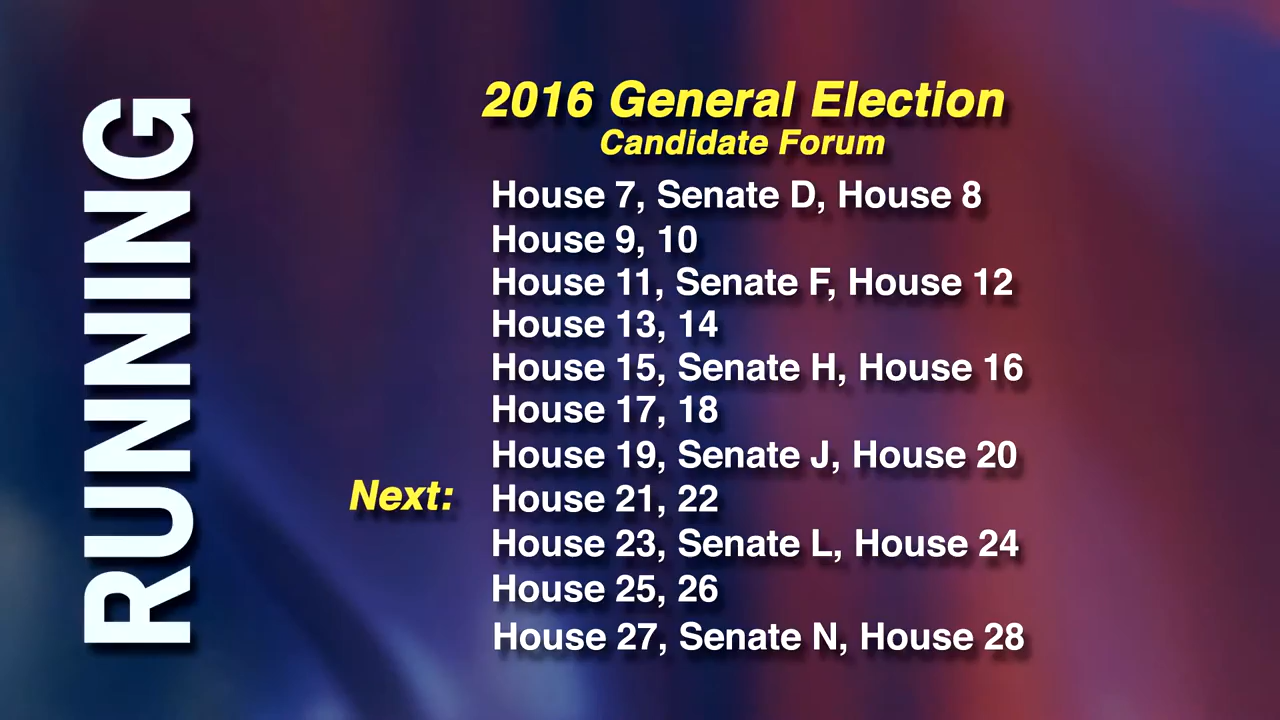 RUNNING
2016 General Election
Candidate Forum
House 7, Senate D, House 8
House 9, 10
House 11, Senate F, House 12
House 13, 14
House 15, Senate H, House 16
House 17, 18
House 19, Senate J, House 20
Next: House 21, 22
House 23, Senate L, House 24
House 25, 26
House 27, Senate N, House 28